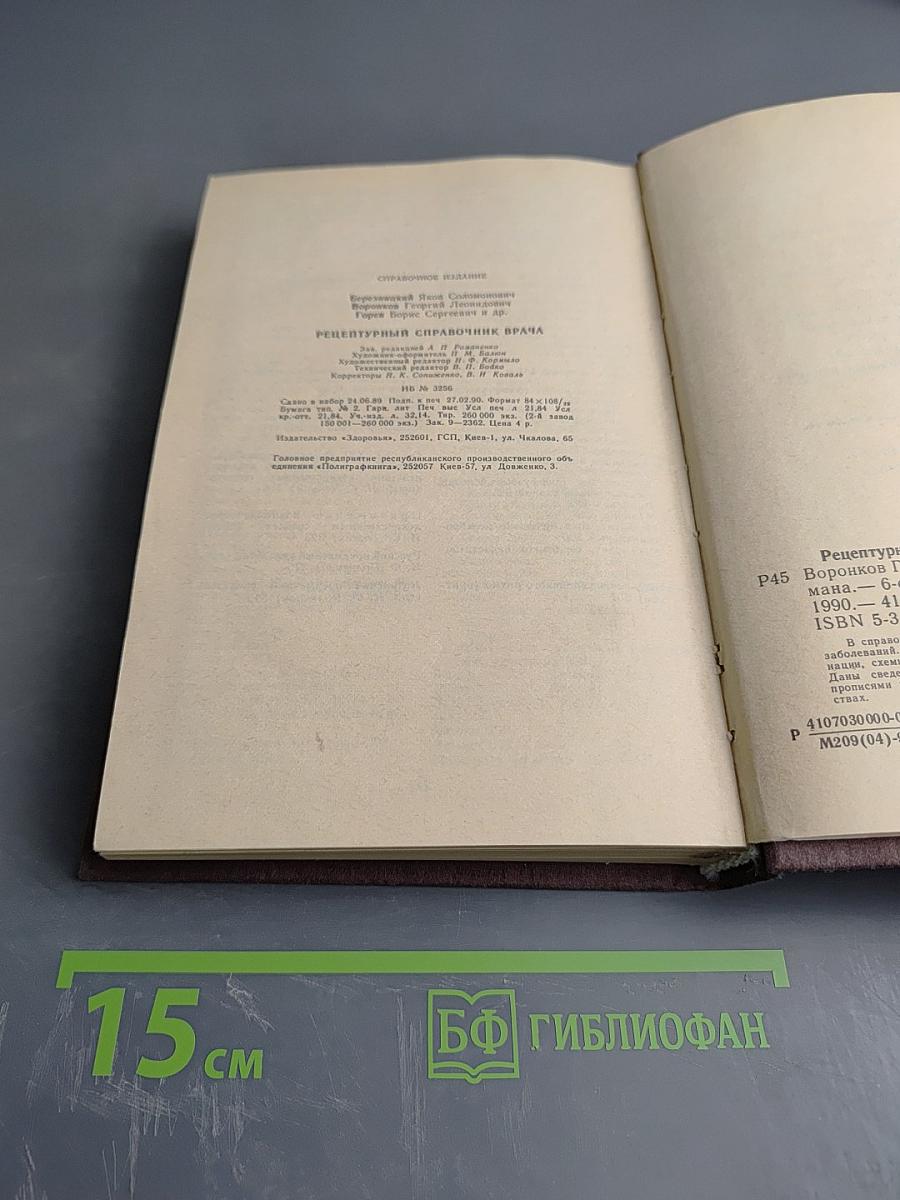 СПРАВОЧНОЕ ИЗДАНИЕ
Березницкий Яков Соломонович
Воронков Георгий Леонидович
Горев Борис Сергеевич и др.
РЕЦЕПТУРНЫЙ СПРАВОЧНИК ВРАЧА
Зав. редакцией А. П. Романенко
Художник-оформитель Н. М. Балюн
Художественный редактор Н. Ф. Кормыло
Технический редактор В. П. Бойко
Корректоры Я. К. Сопиженко, В. И Коваль
ИБ № 3256
Сдано в набор 24.06.89 Подп. к печ 27.02.90. Формат 84×108/32
Бумага тип. № 2. Гарн. лит Печ выс Усл печ л 21,84 Усл
кр.-отт. 21,84. Уч.-изд. л. 32,14. Тир. 260 000 экз. (2-й завод
150 001—260 000 экз.) Зак. 9—2362. Цена 4 р.
Издательство «Здоровья», 252601, ГСП, Киев-1, ул. Чкалова, 65
Головное предприятие республиканского производственного объ
единения «Полиграфкнига», 252057 Киев-57, ул Довженко, 3.
Рецептурн
Р45 Воронков Г
мана.— 6-е
1990.— 41
ISBN 5-3
В справо
заболеваний.
нации, схем
Даны сведе
прописями
ствах.
Р 4107030000-0
М209(04)-9
15 см
БФ ГИБЛИОФАН